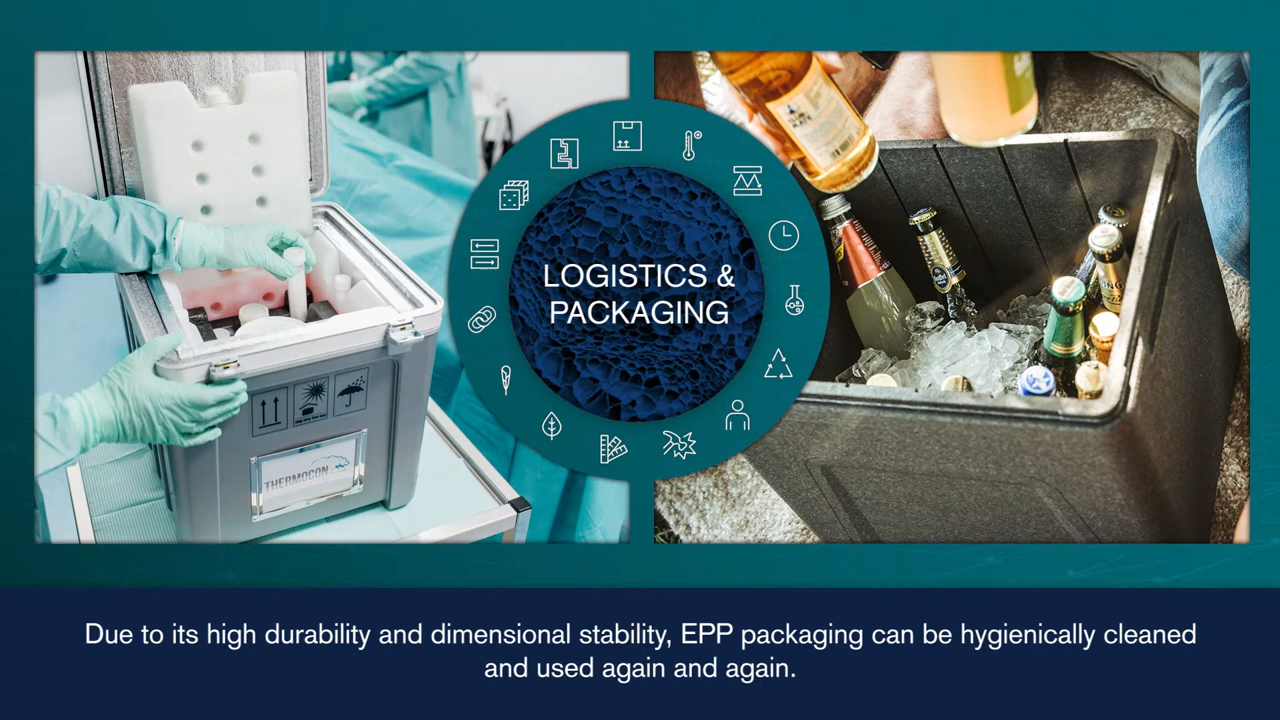 LOGISTICS &
PACKAGING
THERMOCON
Due to its high durability and dimensional stability, EPP packaging can be hygienically cleaned
and used again and again.